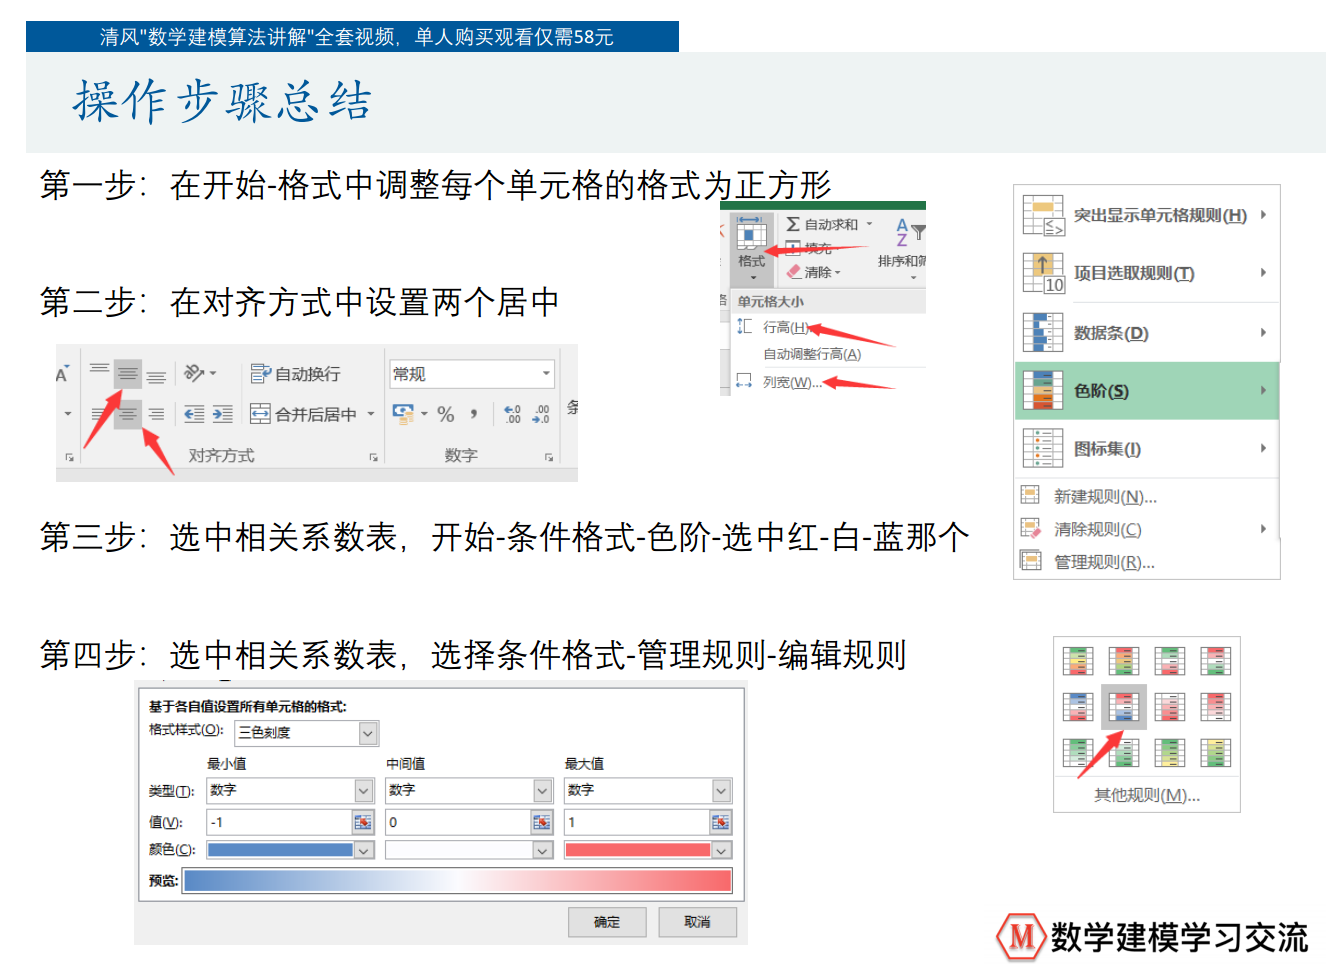 清风"数学建模算法讲解"全套视频，单人购买观看仅需58元
操作步骤总结
第一步：在开始-格式中调整每个单元格的格式为正方形
格式
自动求和
填充
清除
排序和筛
单元格大小
行高(H)
自动调整行高(A)
列宽(W)...
第二步：在对齐方式中设置两个居中
A
自动换行
合并后居中
对齐方式
常规
%
,
.0
.00
.00
.0
数字
第三步：选中相关系数表，开始-条件格式-色阶-选中红-白-蓝那个
突出显示单元格规则(H)
项目选取规则(T)
10
数据条(D)
色阶(S)
图标集(I)
新建规则(N)...
清除规则(C)
管理规则(R)...
第四步：选中相关系数表，选择条件格式-管理规则-编辑规则
基于各自值设置所有单元格的格式:
格式样式(O): 三色刻度
最小值 中间值 最大值
类型(T): 数字 数字 数字
值(V): -1 0 1
颜色(C):
预览:
确定 取消
其他规则(M)...
M 数学建模学习交流